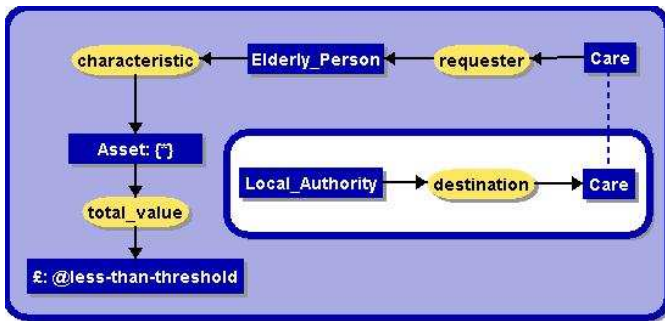 characteristic
Elderly_Person
requester
Care
Asset: {*}
Local_Authority
destination
Care
total_value
£: @less-than-threshold